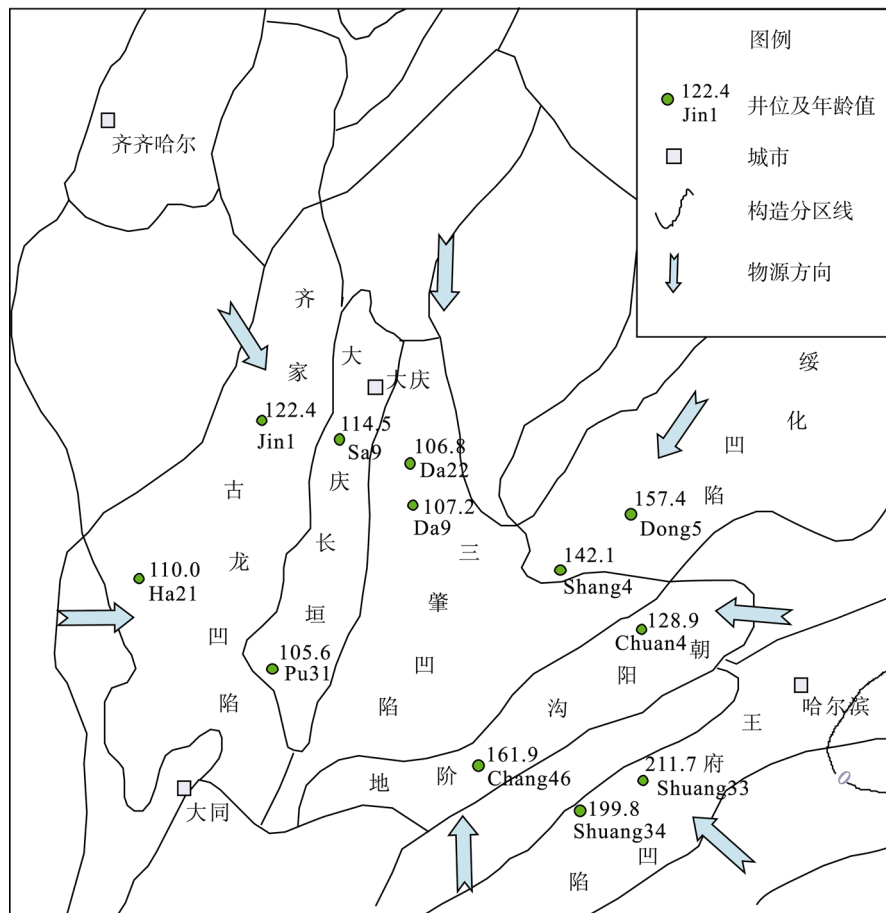 图例
122.4
Jin1
井位及年龄值
城市
构造分区线
物源方向
齐齐哈尔
齐家古龙凹陷
大庆长垣
大庆
三肇凹陷
绥化凹陷
朝阳沟阶地
王府凹陷
哈尔滨
大同
122.4
Jin1
114.5
Sa9
106.8
Da22
107.2
Da9
157.4
Dong5
142.1
Shang4
110.0
Ha21
128.9
Chuan4
105.6
Pu31
161.9
Chang46
211.7
Shuang33
199.8
Shuang34